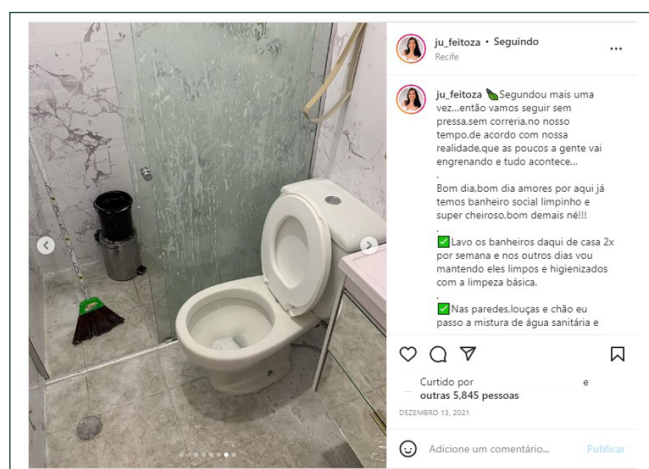 ju_feitoza • Seguindo
Recife
ju_feitoza Segundou mais uma
vez...então vamos seguir sem
pressa,sem correria,no nosso
tempo,de acordo com nossa
realidade,que as poucos a gente vai
engrenando e tudo acontece...
.
Bom dia,bom dia amores por aqui já
temos banheiro social limpinho e
super cheiroso,bom demais né!!!
.
✅Lavo os banheiros daqui de casa 2x
por semana e nos outros dias vou
mantendo eles limpos e higienizados
com a limpeza básica.
.
✅Nas paredes,louças e chão eu
passo a mistura de água sanitária e
Curtido por e
outras 5,845 pessoas
DEZEMBRO 13, 2021
Adicione um comentário... Publicar